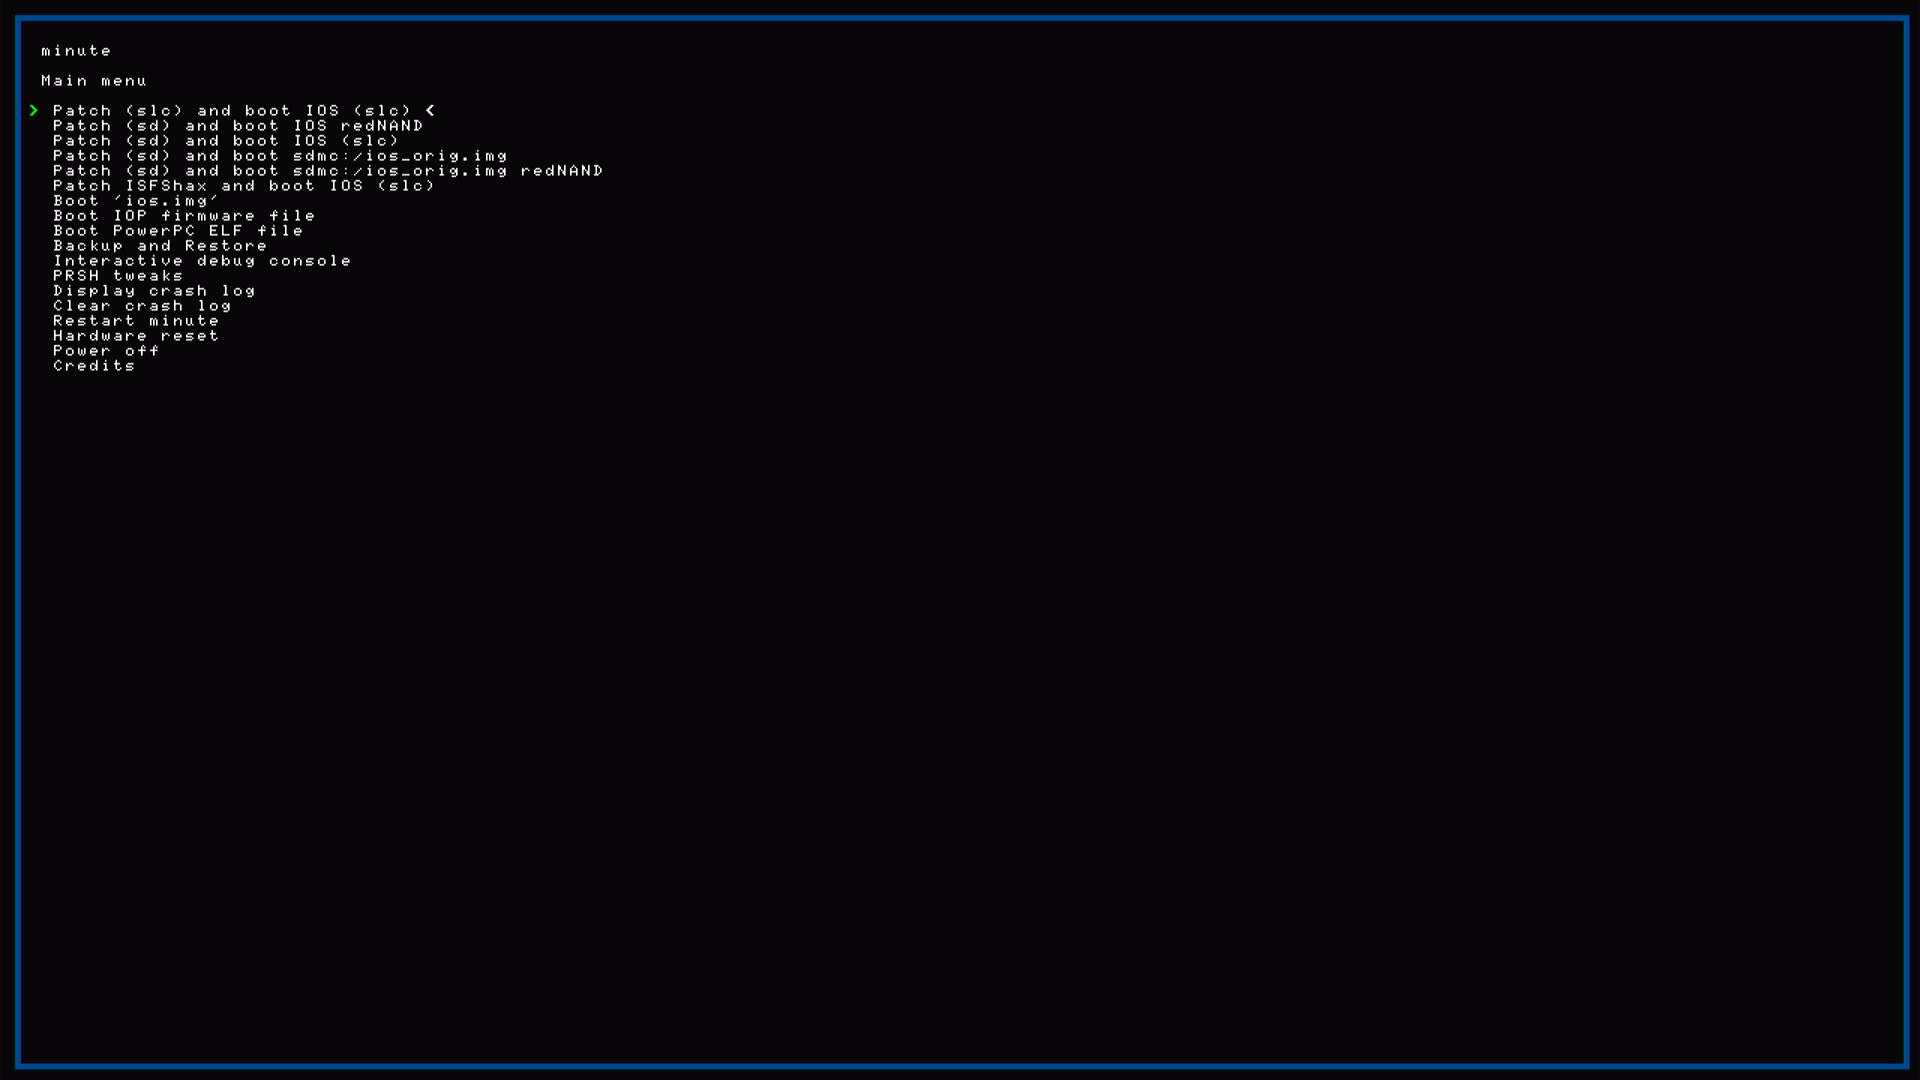 minute
Main menu
> Patch (slc) and boot IOS (slc) <
Patch (sd) and boot IOS redNAND
Patch (sd) and boot IOS (slc)
Patch (sd) and boot sdmc:/ios_orig.img
Patch (sd) and boot sdmc:/ios_orig.img redNAND
Patch ISFShax and boot IOS (slc)
Boot 'ios.img'
Boot IOP firmware file
Boot PowerPC ELF file
Backup and Restore
Interactive debug console
PRSH tweaks
Display crash log
Clear crash log
Restart minute
Hardware reset
Power off
Credits